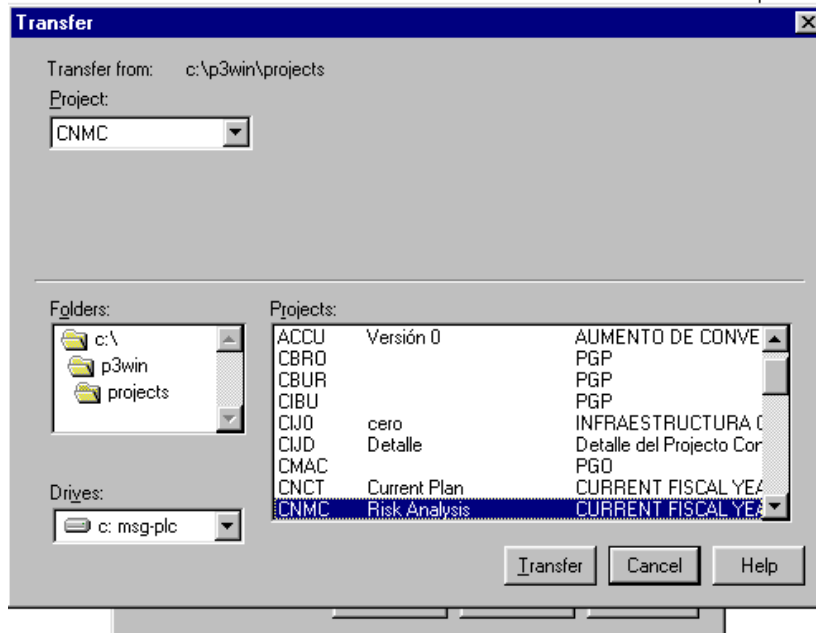 Transfer
Transfer from: c:\p3win\projects
Project:
CNMC
Folders:
c:\
p3win
projects
Drives:
c: msg-plc
Projects:
ACCU Versión 0 AUMENTO DE CONVE
CBRO PGP
CBUR PGP
CIBU PGP
CIJ0 cero INFRAESTRUCTURA
CIJD Detalle Detalle del Projecto Cor
CMAC PGO
CNCT Current Plan CURRENT FISCAL YEA
CNMC Risk Analysis CURRENT FISCAL YEA
Transfer Cancel Help